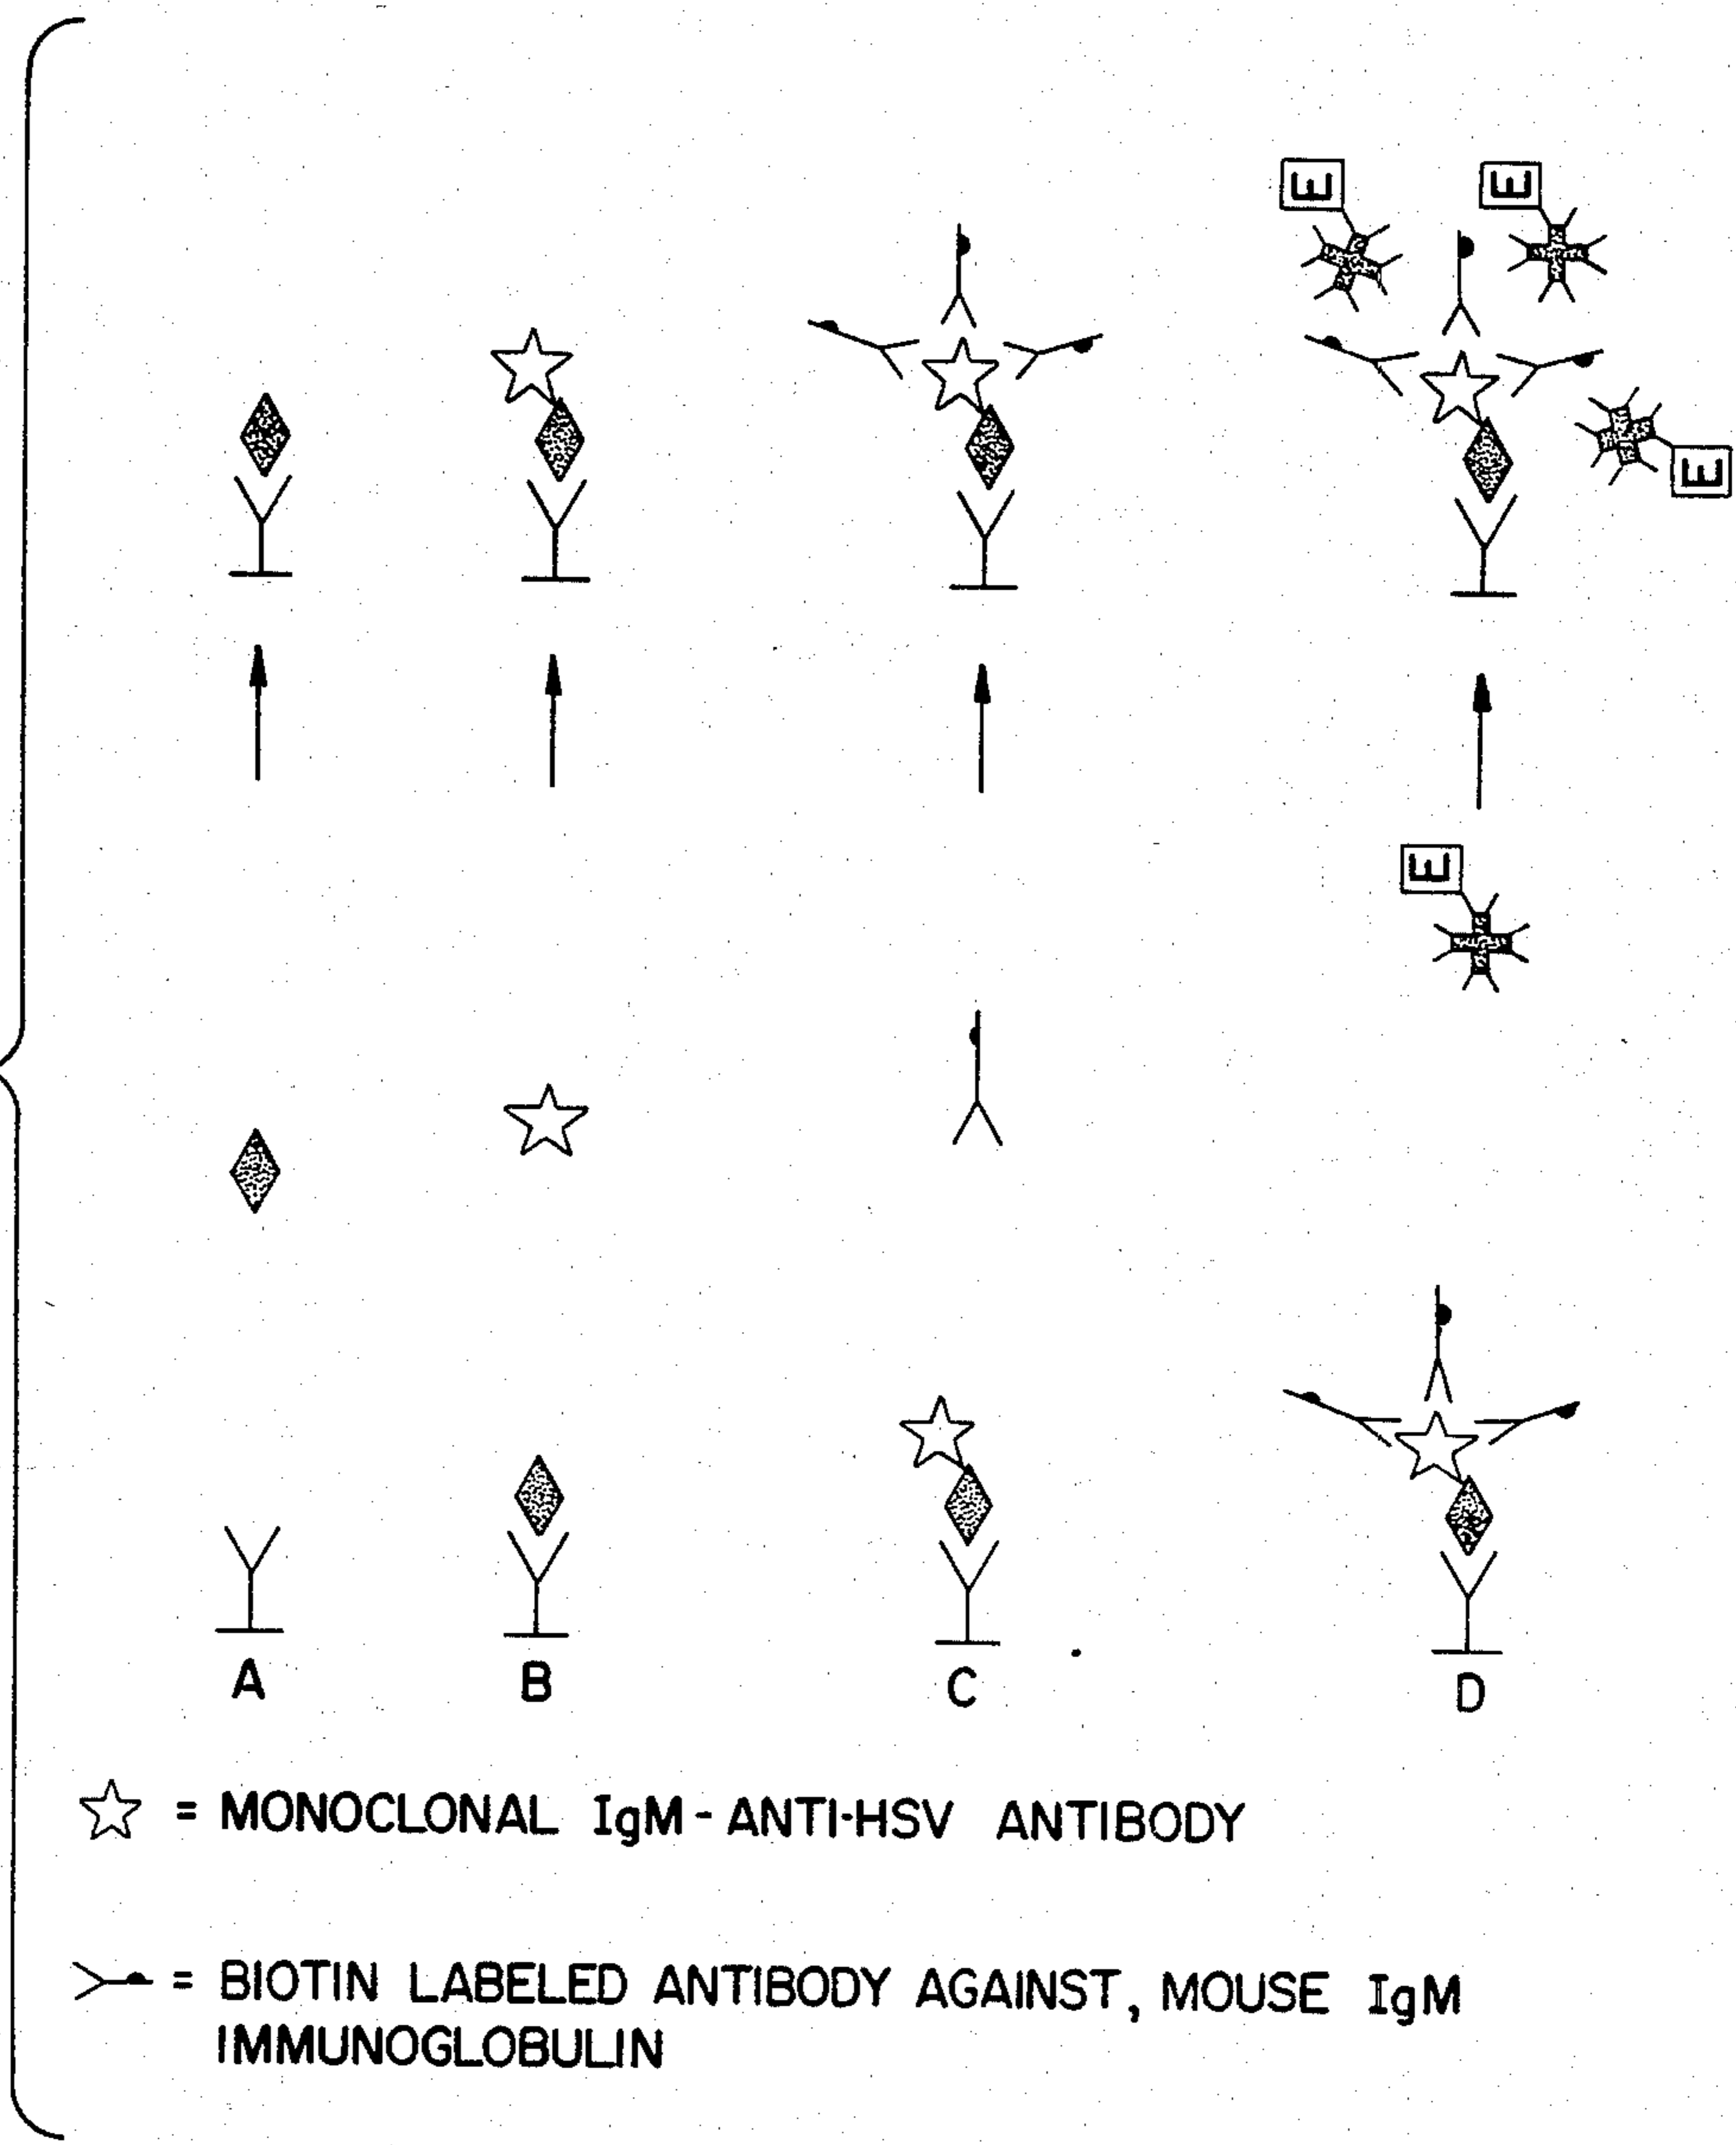 E E
E
E
A B C D
= MONOCLONAL IgM - ANTI-HSV ANTIBODY
= BIOTIN LABELED ANTIBODY AGAINST, MOUSE IgM
IMMUNOGLOBULIN